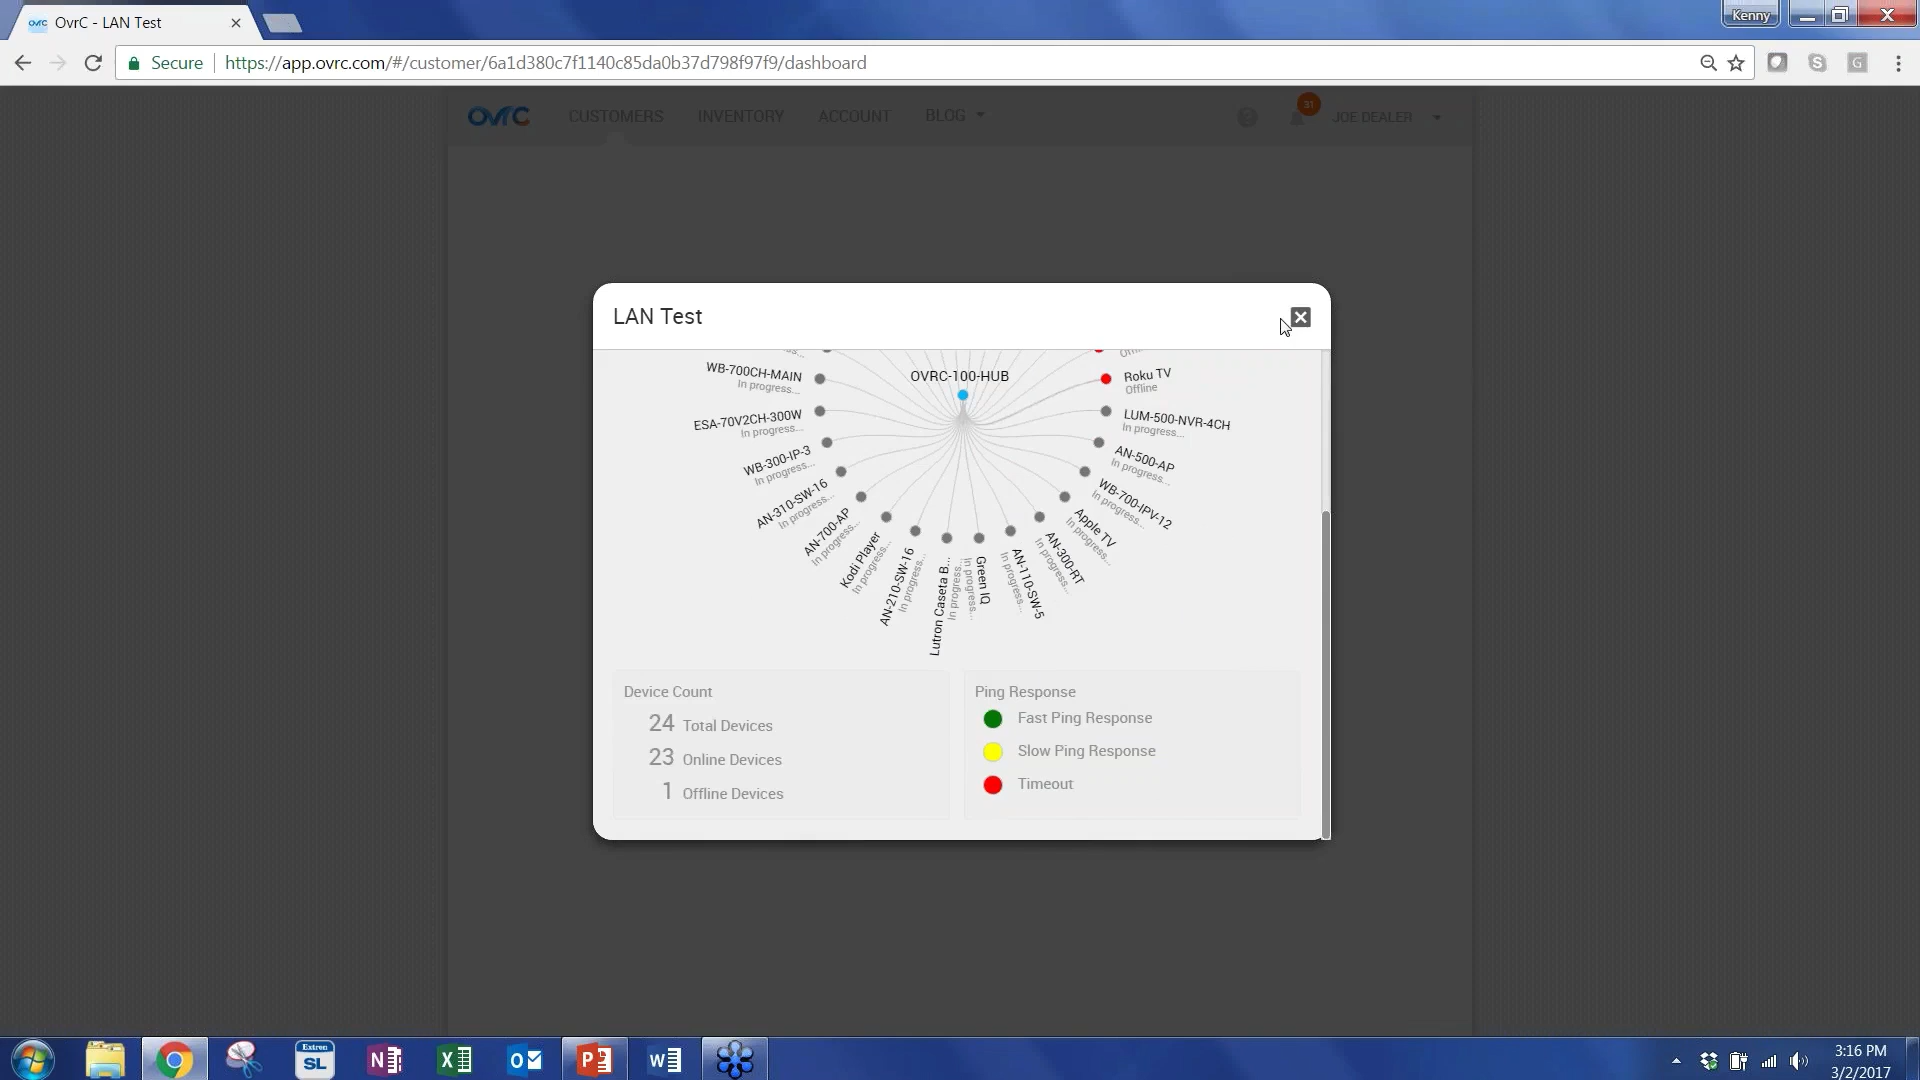 OvrC - LAN Test
Kenny
Secure
https://app.ovrc.com/#/customer/6a1d380c7f1140c85da0b37d798f97f9/dashboard
OvrC
CUSTOMERS
INVENTORY
ACCOUNT
BLOG
31
JOE DEALER
LAN Test
OVRC-100-HUB
WB-700CH-MAIN
In progress...
ESA-70V2CH-300W
In progress...
WB-300-IP-3
In progress...
AN-310-SW-16
In progress...
AN-700-AP
In progress...
Kodi Player
In progress...
AN-210-SW-16
In progress...
Lutron Caseta B...
In progress...
Green IQ
In progress...
AN-110-SW-5
In progress...
AN-300-RT
In progress...
Apple TV
In progress...
WB-700-IPV-12
In progress...
AN-500-AP
In progress...
LUM-500-NVR-4CH
In progress...
Roku TV
Offline
Device Count
24 Total Devices
23 Online Devices
1 Offline Devices
Ping Response
Fast Ping Response
Slow Ping Response
Timeout
Extron
SL
3:16 PM
3/2/2017